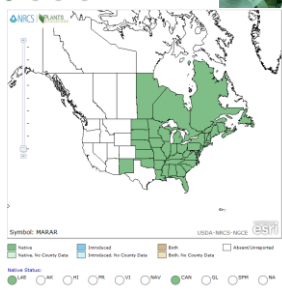 NRCS PLANTS
Symbol: MARAR
USDA-NRCS-NGCE esri
Native Introduced Both Absent/Unreported
Native, No County Data Introduced, No County Data Both, No County Data
Native Status:
L48 AK HI PR VI NAV CAN GL SPM NA